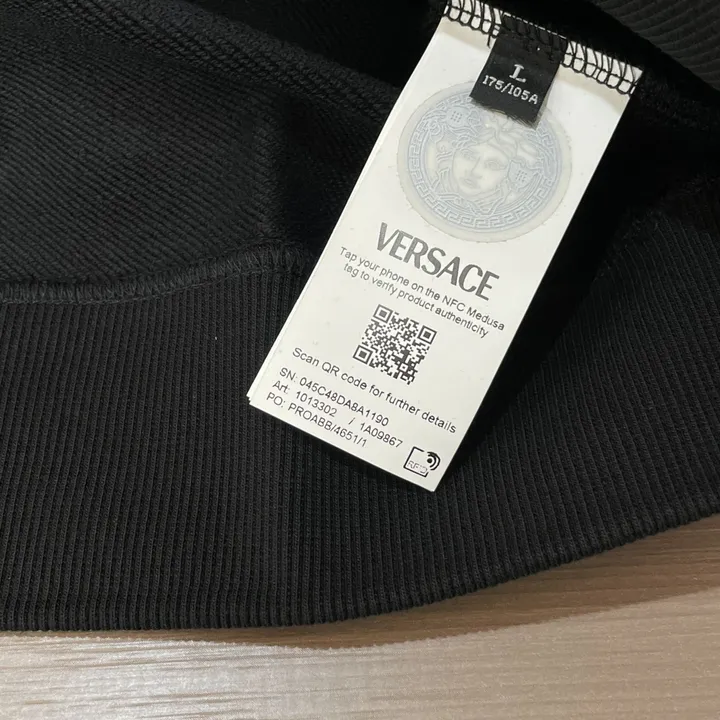 L
175/105A
VERSACE
Tap your phone on the NFC Medusa
tag to verify product authenticity
Scan QR code for further details
SN: 045C48DA8A1190
Art: 1013302 / 1A09867
PO: PROABB/4651/1
RFID